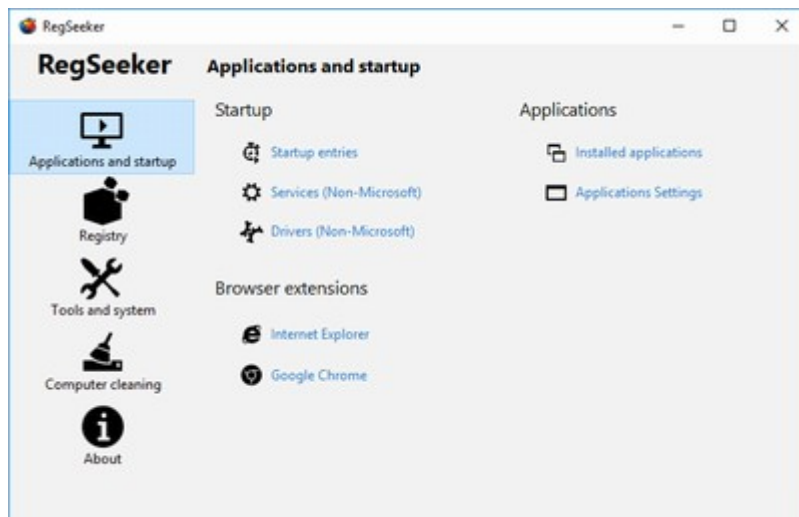 RegSeeker
RegSeeker
Applications and startup
Applications and startup
Registry
Tools and system
Computer cleaning
About
Startup
Startup entries
Services (Non-Microsoft)
Drivers (Non-Microsoft)
Browser extensions
Internet Explorer
Google Chrome
Applications
Installed applications
Applications Settings